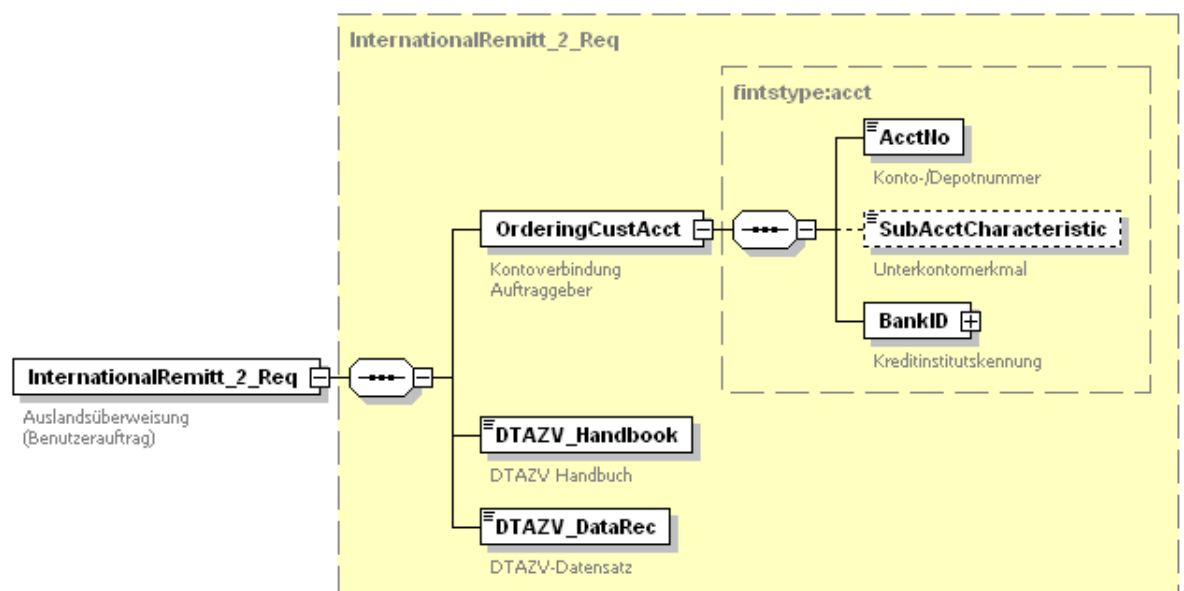 InternationalRemitt_2_Req
fintstype:acct
AcctNo
Konto-/Depotnummer
OrderingCustAcct
SubAcctCharacteristic
Kontoverbindung
Auftraggeber
Unterkontomerkmal
BankID
Kreditinstitutskennung
InternationalRemitt_2_Req
Auslandsüberweisung
(Benutzerauftrag)
DTAZV_Handbook
DTAZV Handbuch
DTAZV_DataRec
DTAZV-Datensatz